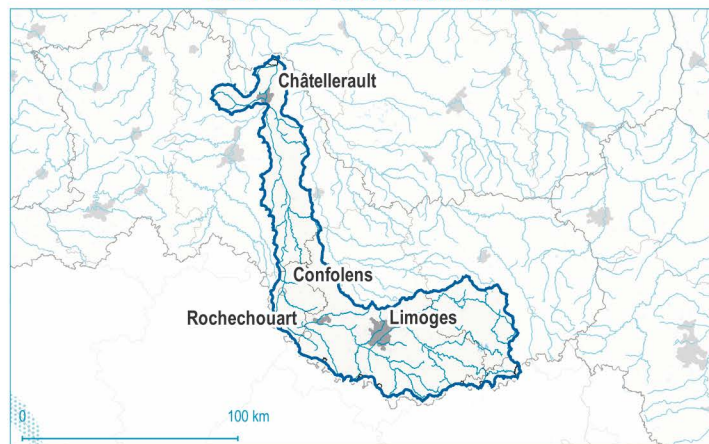 Châtellerault
Confolens
Rochechouart
Limoges
0
100 km